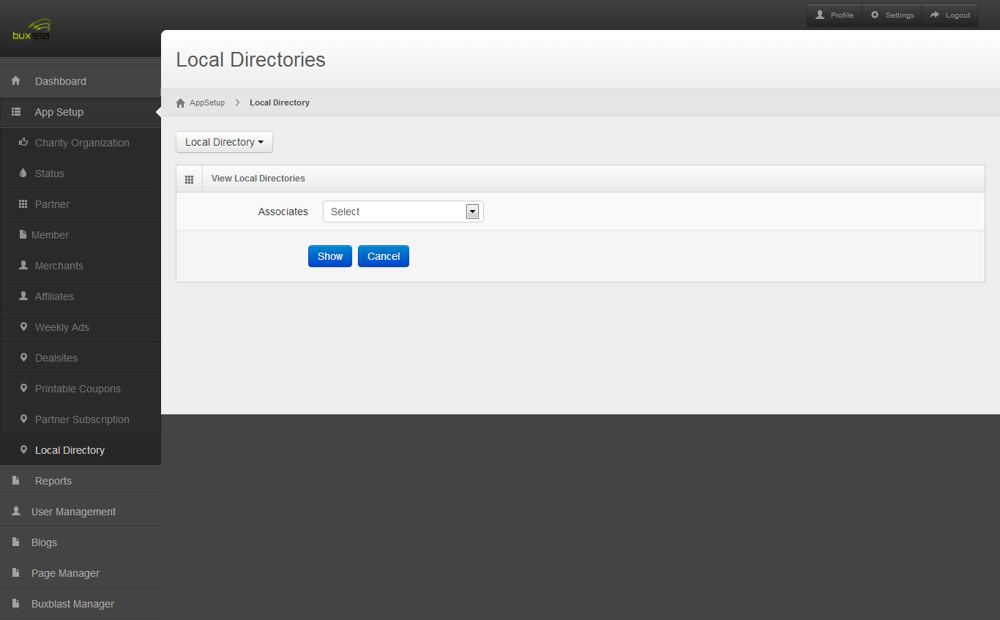 bux180
Profile
Settings
Logout
Local Directories
AppSetup
Local Directory
Local Directory
View Local Directories
Associates
Select
Show
Cancel
Dashboard
App Setup
Charity Organization
Status
Partner
Member
Merchants
Affiliates
Weekly Ads
Dealsites
Printable Coupons
Partner Subscription
Local Directory
Reports
User Management
Blogs
Page Manager
Buxblast Manager